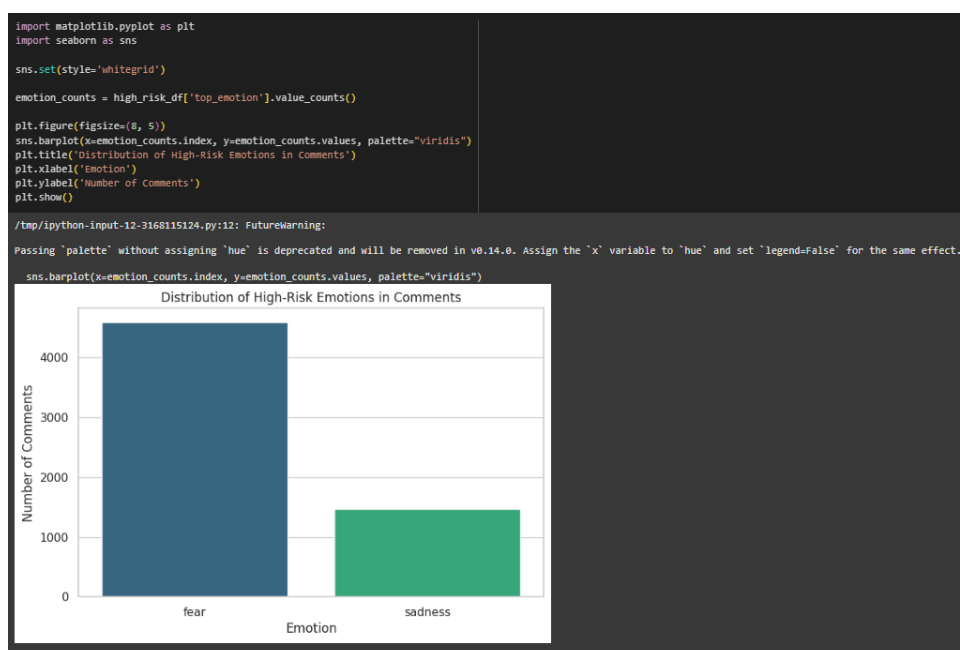 import matplotlib.pyplot as plt
import seaborn as sns
sns.set(style='whitegrid')
emotion_counts = high_risk_df['top_emotion'].value_counts()
plt.figure(figsize=(8, 5))
sns.barplot(x=emotion_counts.index, y=emotion_counts.values, palette="viridis")
plt.title('Distribution of High-Risk Emotions in Comments')
plt.xlabel('Emotion')
plt.ylabel('Number of Comments')
plt.show()
/tmp/ipython-input-12-3168115124.py:12: FutureWarning:
Passing `palette` without assigning `hue` is deprecated and will be removed in v0.14.0. Assign the `x` variable to `hue` and set `legend=False` for the same effect.
sns.barplot(x=emotion_counts.index, y=emotion_counts.values, palette="viridis")
Distribution of High-Risk Emotions in Comments
Number of Comments
4000
3000
2000
1000
0
fear sadness
Emotion